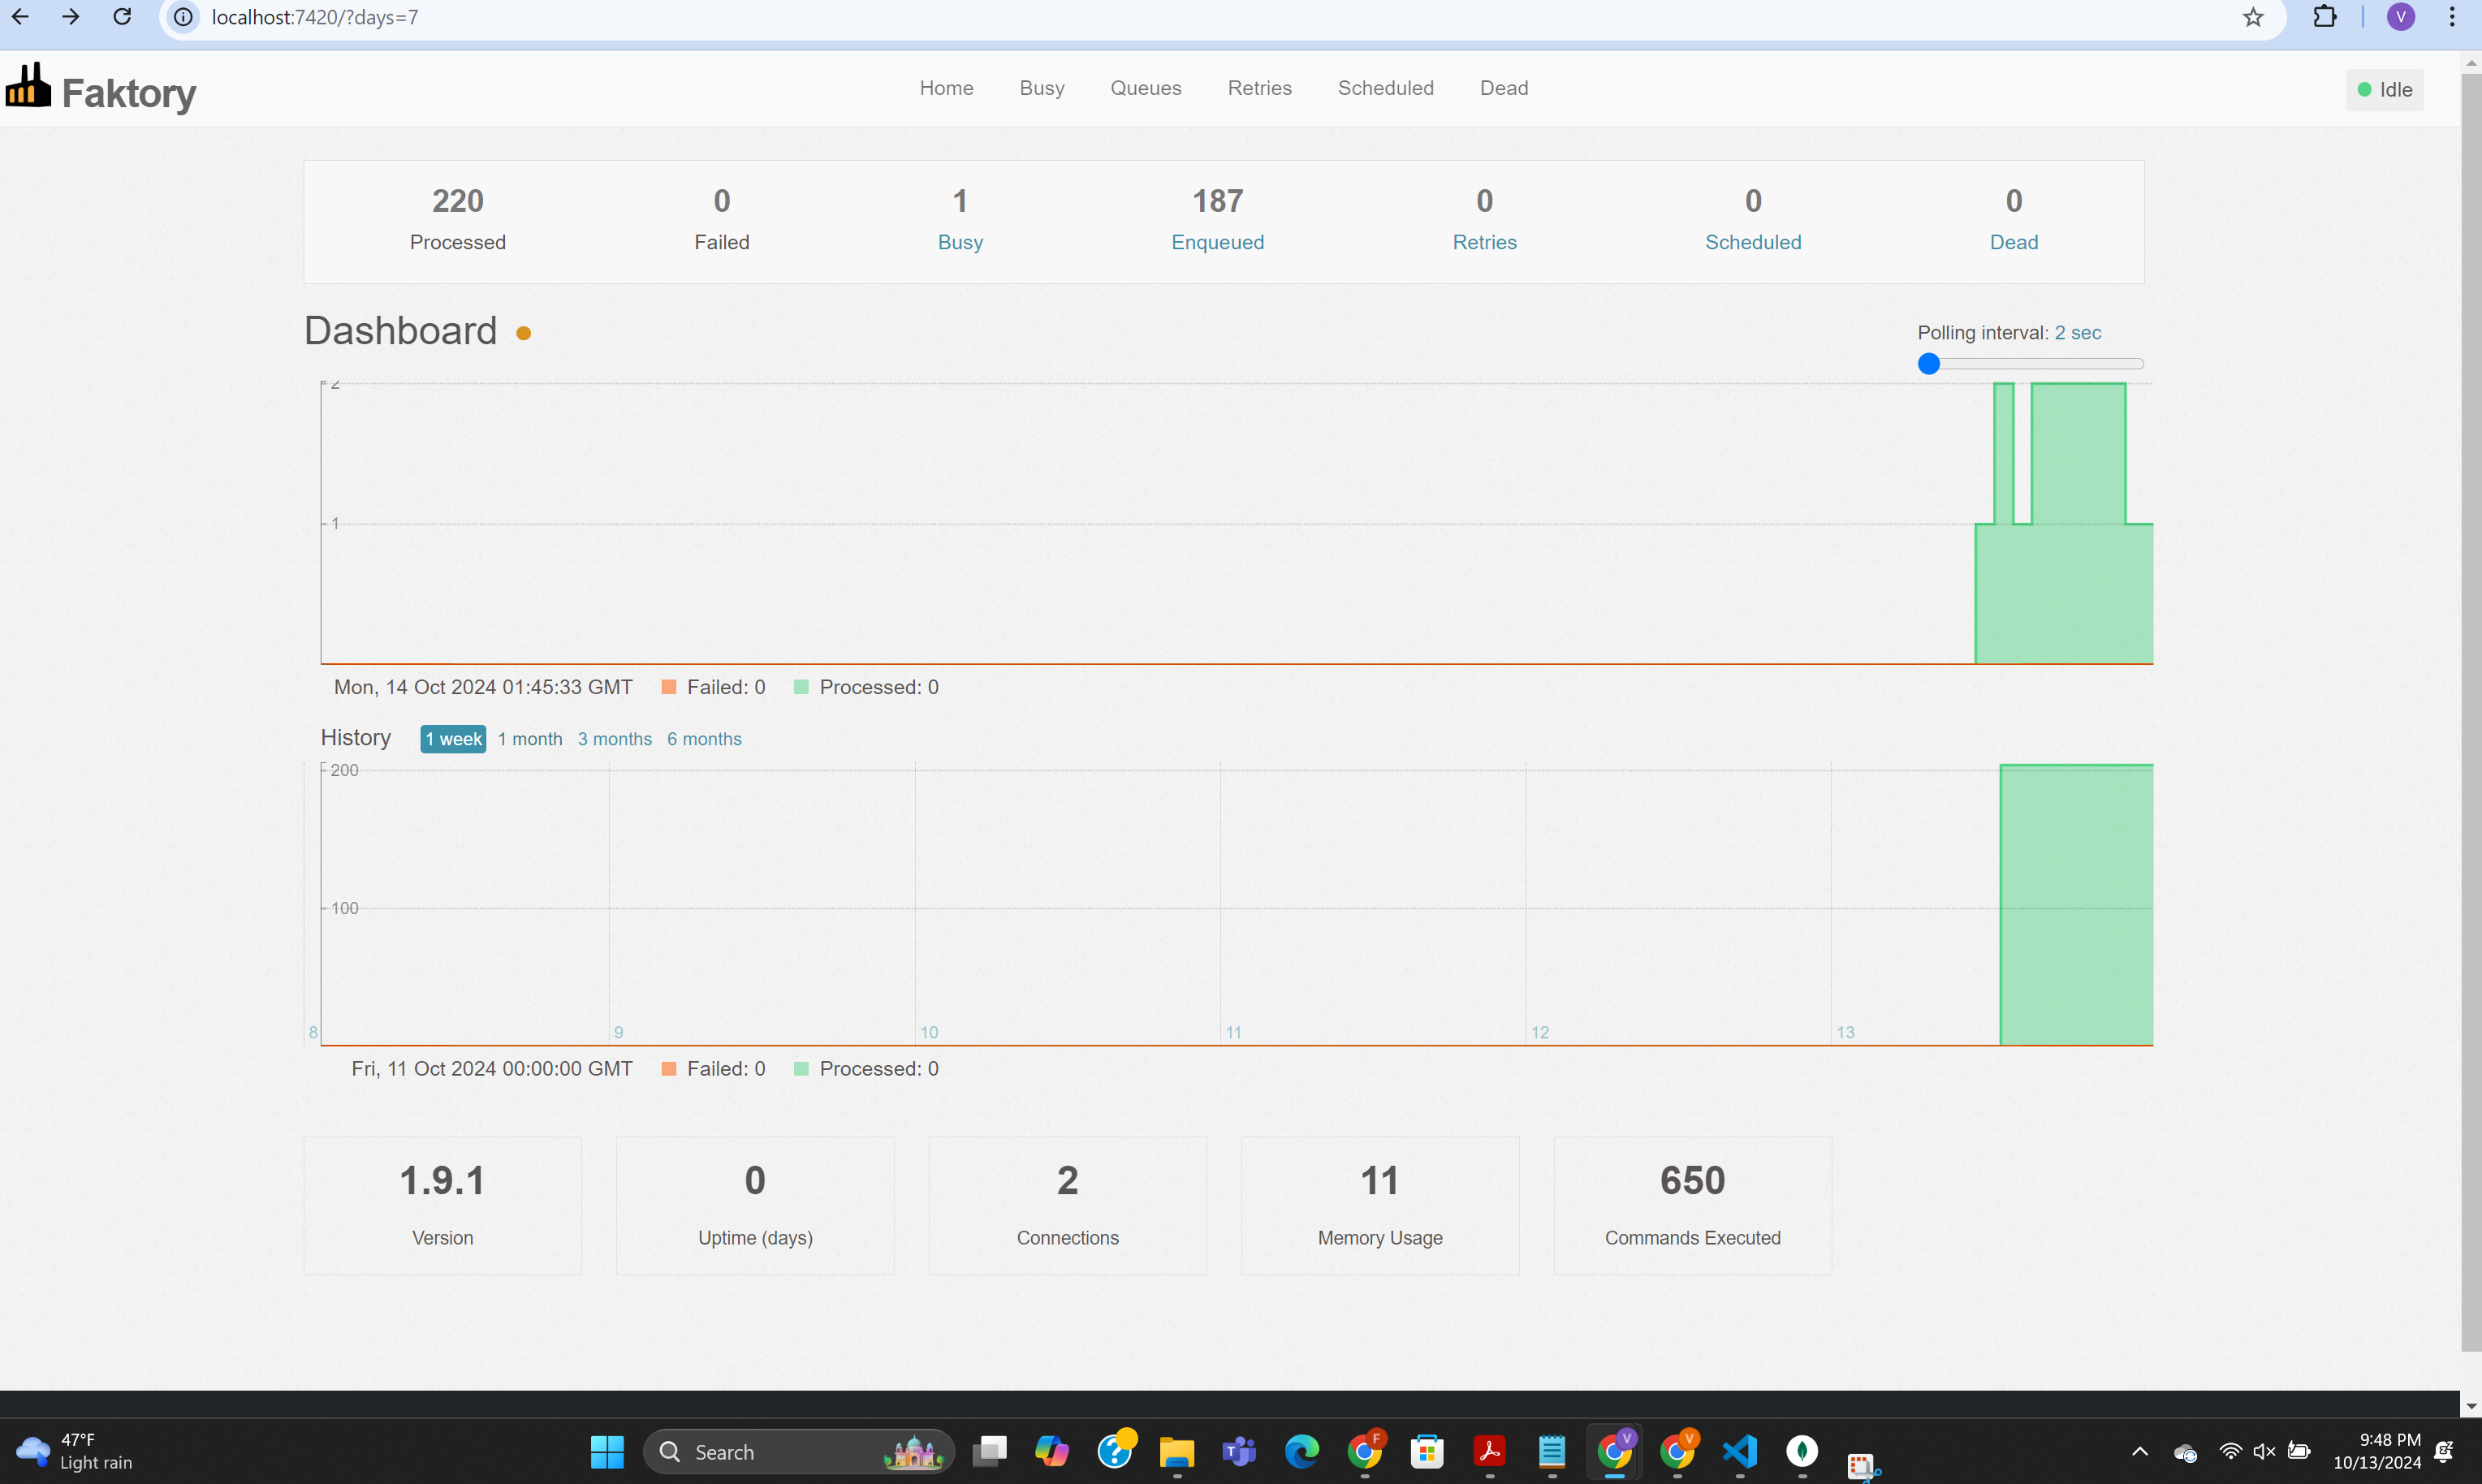 localhost:7420/?days=7
V
Faktory
Home Busy Queues Retries Scheduled Dead
Idle
220 0 1 187 0 0 0
Processed Failed Busy Enqueued Retries Scheduled Dead
Dashboard
Polling interval: 2 sec
2
1
Mon, 14 Oct 2024 01:45:33 GMT Failed: 0 Processed: 0
History 1 week 1 month 3 months 6 months
200
100
8 9 10 11 12 13
Fri, 11 Oct 2024 00:00:00 GMT Failed: 0 Processed: 0
1.9.1 0 2 11 650
Version Uptime (days) Connections Memory Usage Commands Executed
47°F
Light rain
Search
T
F
V
V
9:48 PM
10/13/2024